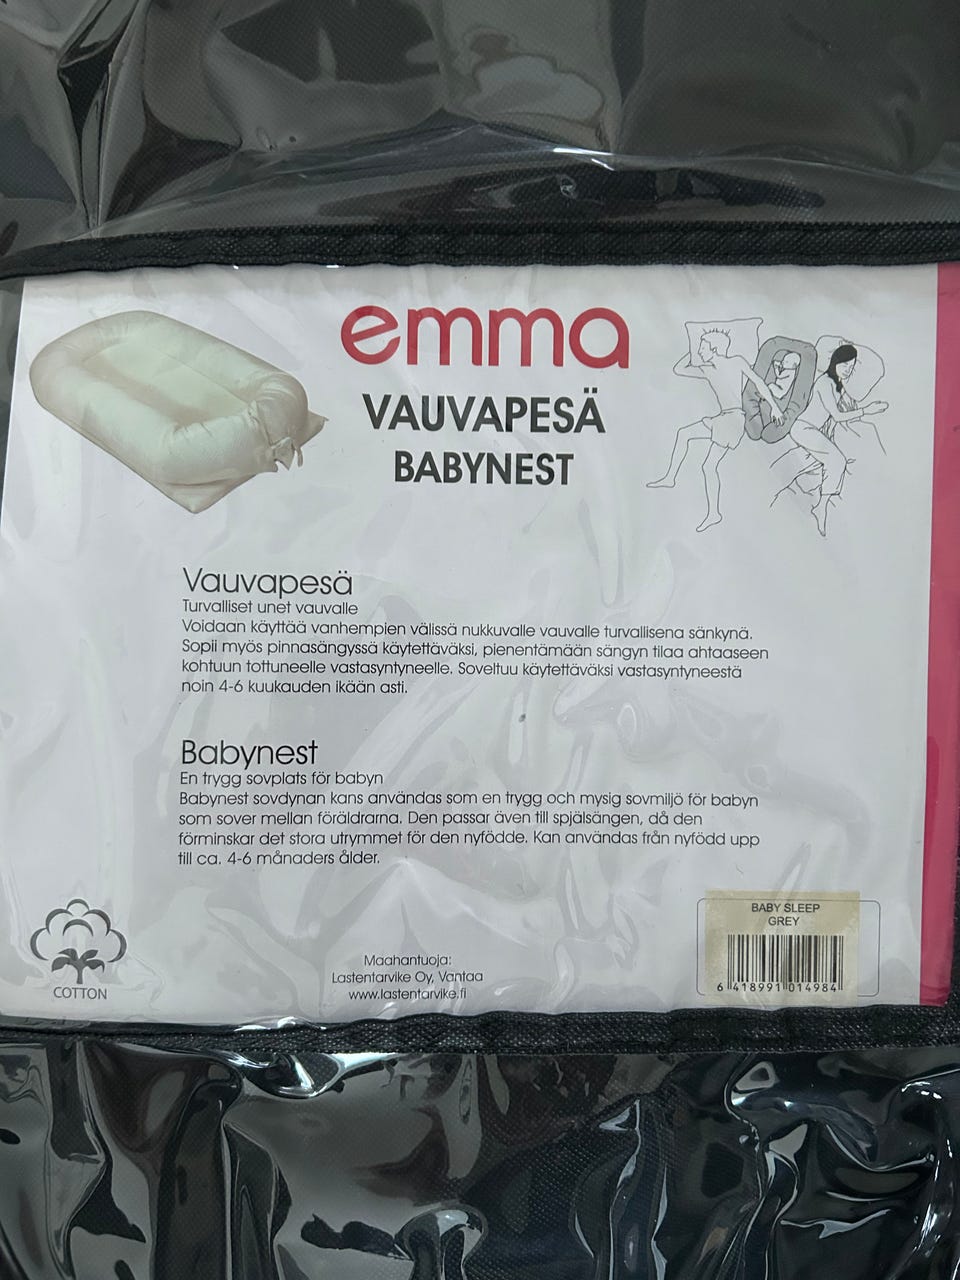 emma
VAUVAPESÄ
BABYNEST
Vauvapesä
Turvalliset unet vauvalle
Voidaan käyttää vanhempien välissä nukkuvalle vauvalle turvallisena sänkynä.
Sopii myös pinnasängyssä käytettäväksi, pienentämään sängyn tilaa ahtaaseen
kohtuun tottuneelle vastasyntyneelle. Soveltuu käytettäväksi vastasyntyneestä
noin 4-6 kuukauden ikään asti.
Babynest
En trygg sovplats för babyn
Babynest sovdynan kans användas som en trygg och mysig sovmiljö för babyn
som sover mellan föräldrarna. Den passar även till spjälsängen, då den
förminskar det stora utrymmet för den nyfödde. Kan användas från nyfödd upp
till ca. 4-6 månaders ålder.
COTTON
Maahantuoja:
Lastentarvike Oy, Vantaa
www.lastentarvike.fi
BABY SLEEP
GREY
6 418991 014984